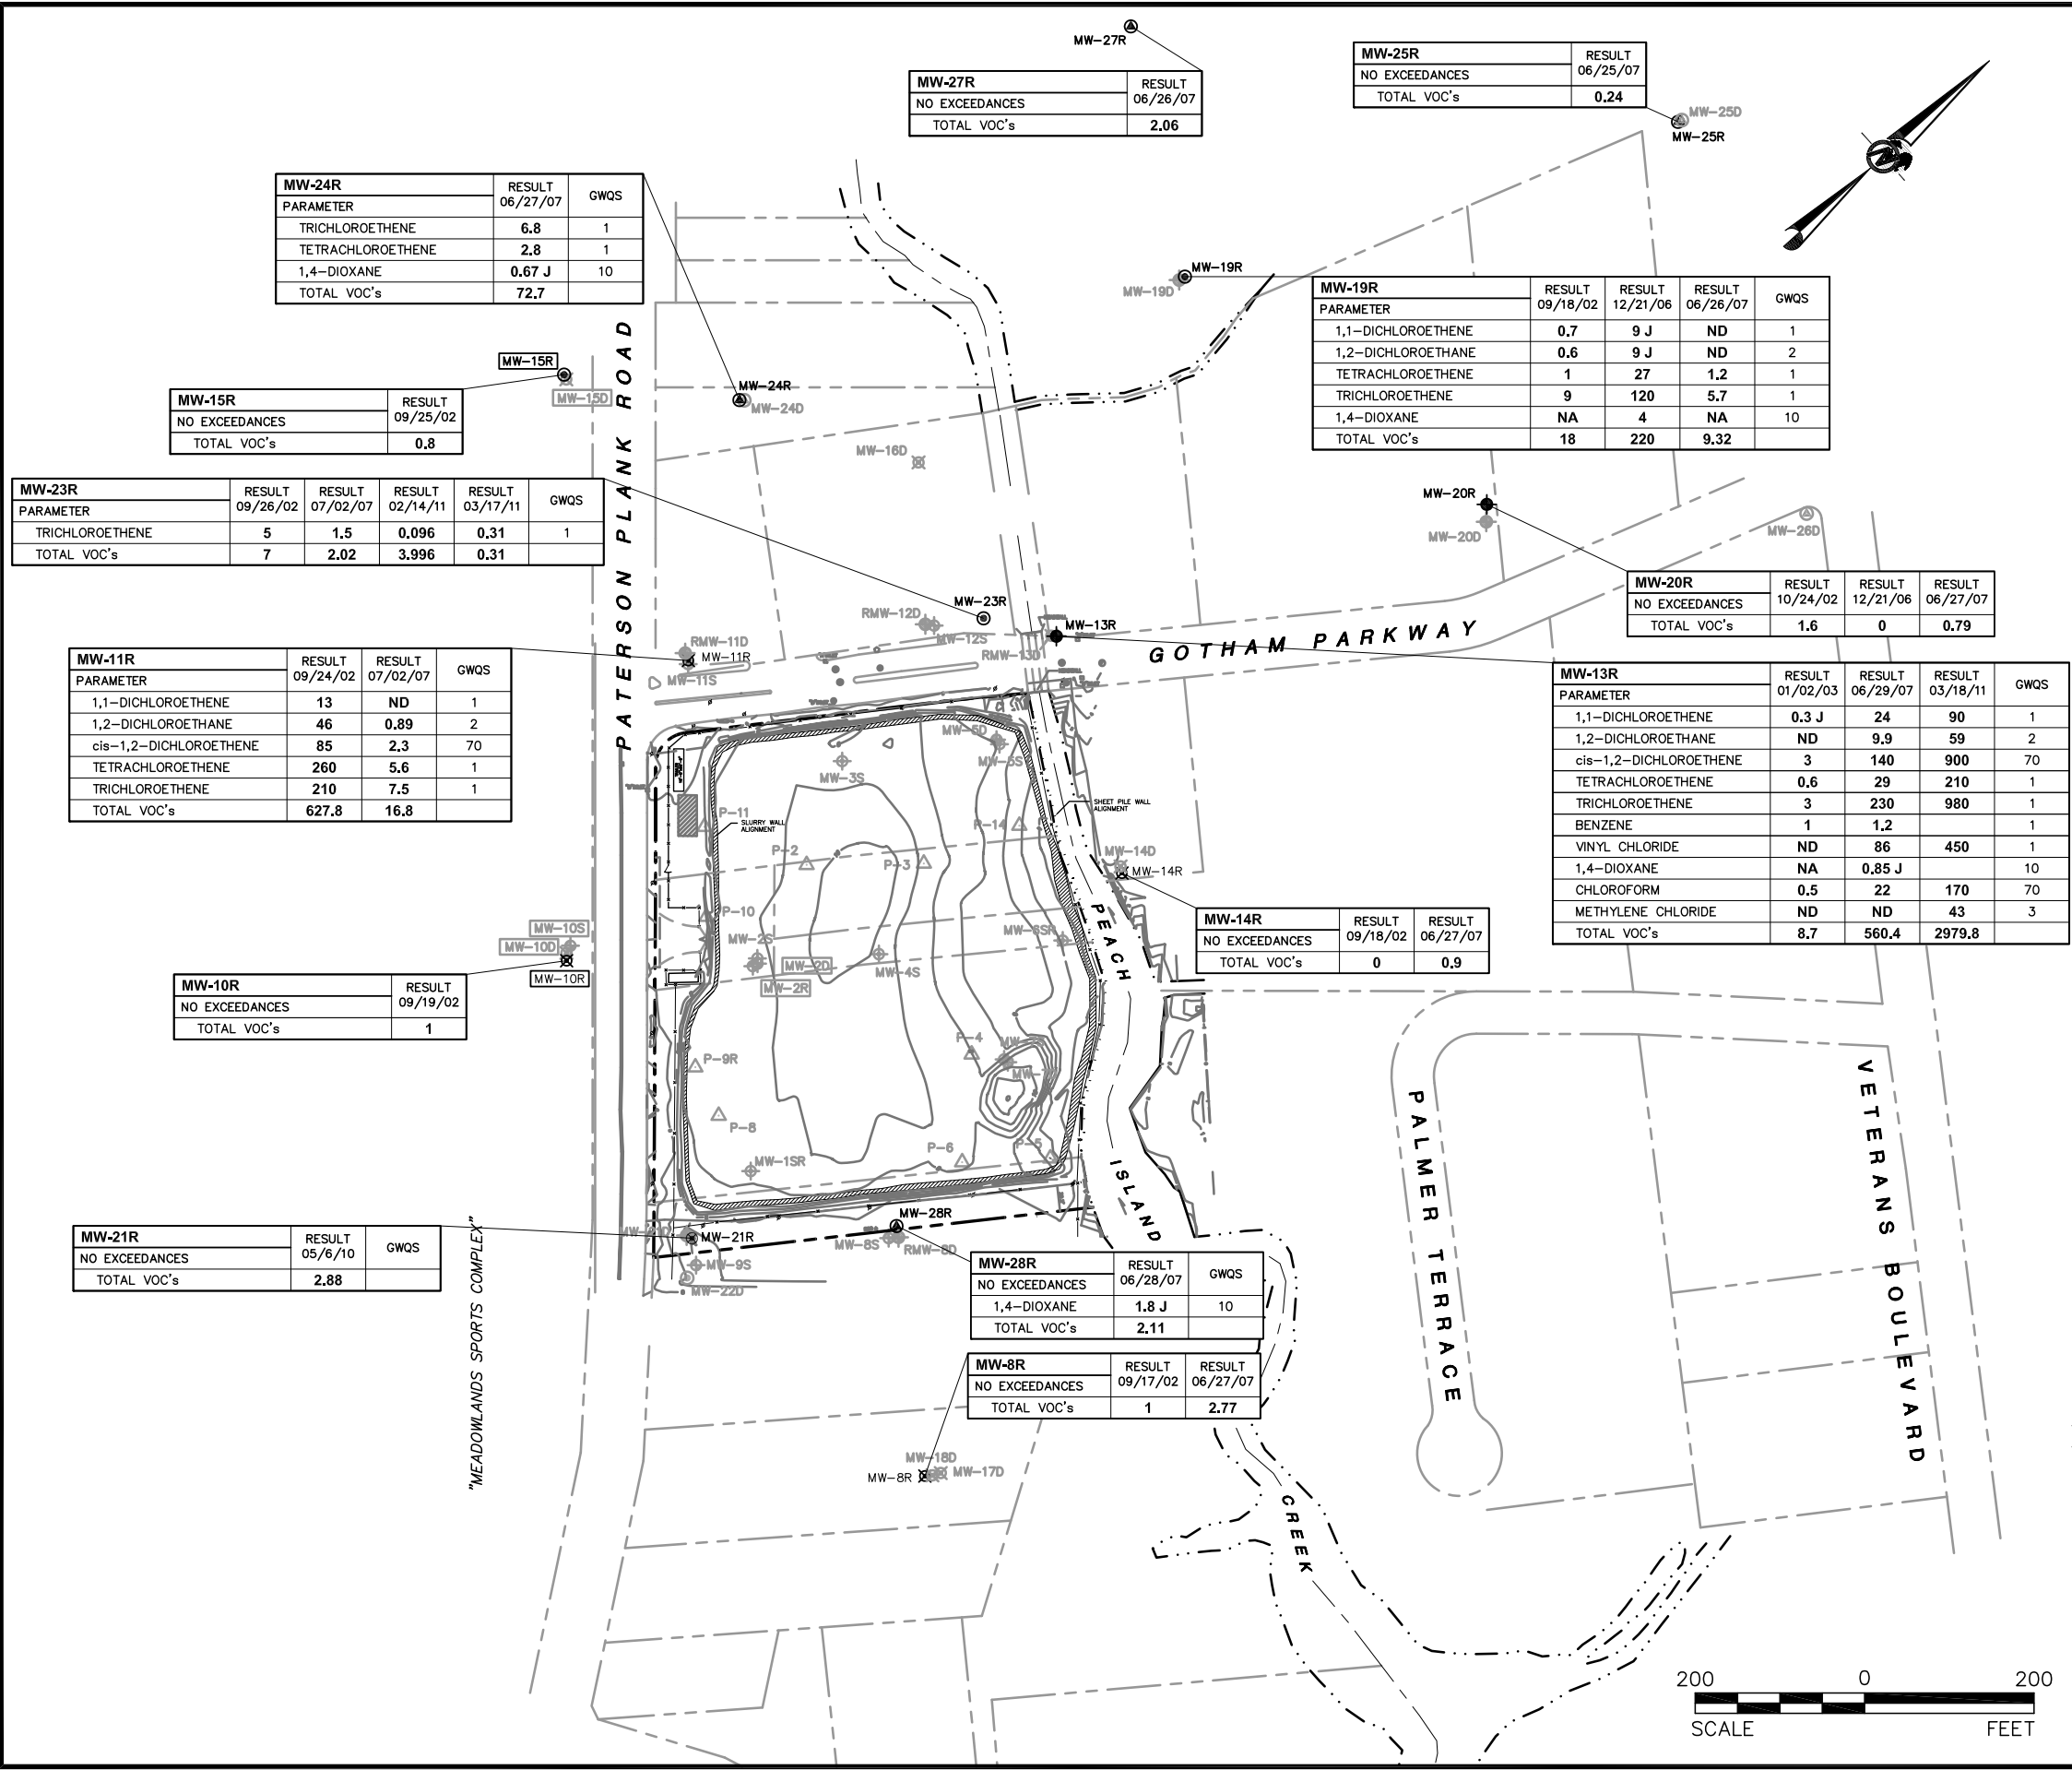 MW-27R
MW-27R RESULT 06/26/07
NO EXCEEDANCES
TOTAL VOC's 2.06
MW-25R RESULT 06/25/07
NO EXCEEDANCES
TOTAL VOC's 0.24
MW-25D
MW-25R
MW-24R RESULT 06/27/07 GWQS
PARAMETER
TRICHLOROETHENE 6.8 1
TETRACHLOROETHENE 2.8 1
1,4-DIOXANE 0.67 J 10
TOTAL VOC's 72.7
MW-19R
MW-19D
MW-19R RESULT 09/18/02 RESULT 12/21/06 RESULT 06/26/07 GWQS
PARAMETER
1,1-DICHLOROETHENE 0.7 9 J ND 1
1,2-DICHLOROETHANE 0.6 9 J ND 2
TETRACHLOROETHENE 1 27 1.2 1
TRICHLOROETHENE 9 120 5.7 1
1,4-DIOXANE NA 4 NA 10
TOTAL VOC's 18 220 9.32
MW-15R
MW-15D
MW-24R
MW-24D
MW-15R RESULT 09/25/02
NO EXCEEDANCES
TOTAL VOC's 0.8
PATERSON PLANK ROAD
MW-16D
MW-23R RESULT 09/26/02 RESULT 07/02/07 RESULT 02/14/11 RESULT 03/17/11 GWQS
PARAMETER
TRICHLOROETHENE 5 1.5 0.096 0.31 1
TOTAL VOC's 7 2.02 3.996 0.31
MW-20R
MW-20D
MW-26D
MW-20R RESULT 10/24/02 RESULT 12/21/06 RESULT 06/27/07
NO EXCEEDANCES
TOTAL VOC's 1.6 0 0.79
MW-23R
RMW-12D
MW-12S
MW-13R
RMW-13D
GOTHAM PARKWAY
RMW-11D
MW-11R
MW-11S
MW-11R RESULT 09/24/02 RESULT 07/02/07 GWQS
PARAMETER
1,1-DICHLOROETHENE 13 ND 1
1,2-DICHLOROETHANE 46 0.89 2
cis-1,2-DICHLOROETHENE 85 2.3 70
TETRACHLOROETHENE 260 5.6 1
TRICHLOROETHENE 210 7.5 1
TOTAL VOC's 627.8 16.8
MW-13R RESULT 01/02/03 RESULT 06/29/07 RESULT 03/18/11 GWQS
PARAMETER
1,1-DICHLOROETHENE 0.3 J 24 90 1
1,2-DICHLOROETHANE ND 9.9 59 2
cis-1,2-DICHLOROETHENE 3 140 900 70
TETRACHLOROETHENE 0.6 29 210 1
TRICHLOROETHENE 3 230 980 1
BENZENE 1 1.2 1
VINYL CHLORIDE ND 86 450 1
1,4-DIOXANE NA 0.85 J 10
CHLOROFORM 0.5 22 170 70
METHYLENE CHLORIDE ND ND 43 3
TOTAL VOC's 8.7 560.4 2979.8
MW-5D
MW-5S
MW-3S
P-11
SLURRY WALL
ALIGNMENT
SHEET PILE WALL
ALIGNMENT
P-14
P-2
P-3
MW-14D
MW-14R
MW-14R RESULT 09/18/02 RESULT 06/27/07
NO EXCEEDANCES
TOTAL VOC's 0 0.9
P-10
MW-10S
MW-10D
MW-10R
MW-2S
MW-2D
MW-2R
MW-4S
MW-6SR
MW-10R RESULT 09/19/02
NO EXCEEDANCES
TOTAL VOC's 1
PEACH ISLAND CREEK
P-9R
P-4
P-8
P-6
P-5
MW-1SR
PALMER TERRACE
VETERANS BOULEVARD
MW-28R
MW-21R
MW-8S
RMW-8D
MW-9S
MW-22D
MW-21R RESULT 05/6/10 GWQS
NO EXCEEDANCES
TOTAL VOC's 2.88
"MEADOWLANDS SPORTS COMPLEX"
MW-28R RESULT 06/28/07 GWQS
NO EXCEEDANCES
1,4-DIOXANE 1.8 J 10
TOTAL VOC's 2.11
MW-8R RESULT 09/17/02 RESULT 06/27/07
NO EXCEEDANCES
TOTAL VOC's 1 2.77
MW-18D
MW-8R
MW-17D
200 0 200
SCALE FEET